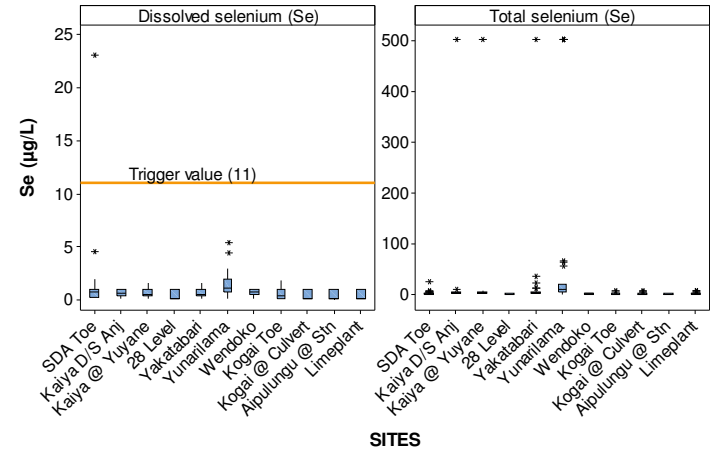 Dissolved selenium (Se)
Total selenium (Se)
Se (µg/L)
25
20
15
10
5
0
Trigger value (11)
500
400
300
200
100
0
SDA Toe
Kaiya D/S Anj
Kaiya @ Yuyane
28 Level
Yakatabari
Yunarilama
Wendoko
Kogai Toe
Kogai @ Culvert
Aipulungu @ Stn
Limeplant
SDA Toe
Kaiya D/S Anj
Kaiya @ Yuyane
28 Level
Yakatabari
Yunarilama
Wendoko
Kogai Toe
Kogai @ Culvert
Aipulungu @ Stn
Limeplant
SITES